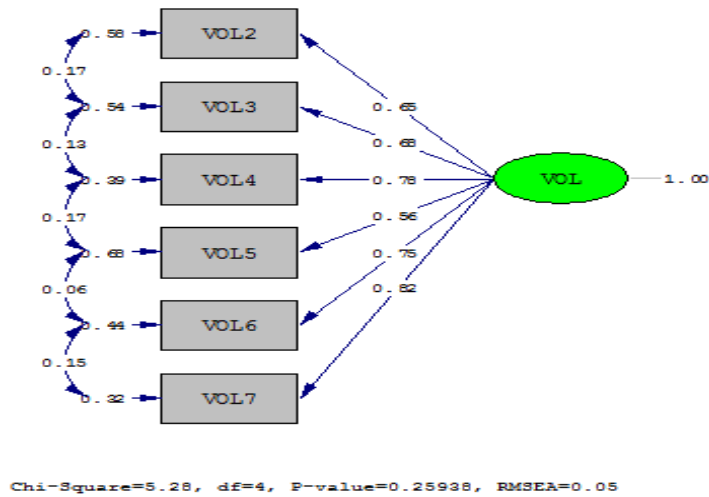 0.58 VOL2
0.17
0.65
0.54 VOL3
0.13
0.68
0.39 VOL4 0.78 VOL 1.00
0.17
0.56
0.68 VOL5
0.75
0.06
0.82
0.44 VOL6
0.15
0.32 VOL7
Chi-Square=5.28, df=4, P-value=0.25938, RMSEA=0.05